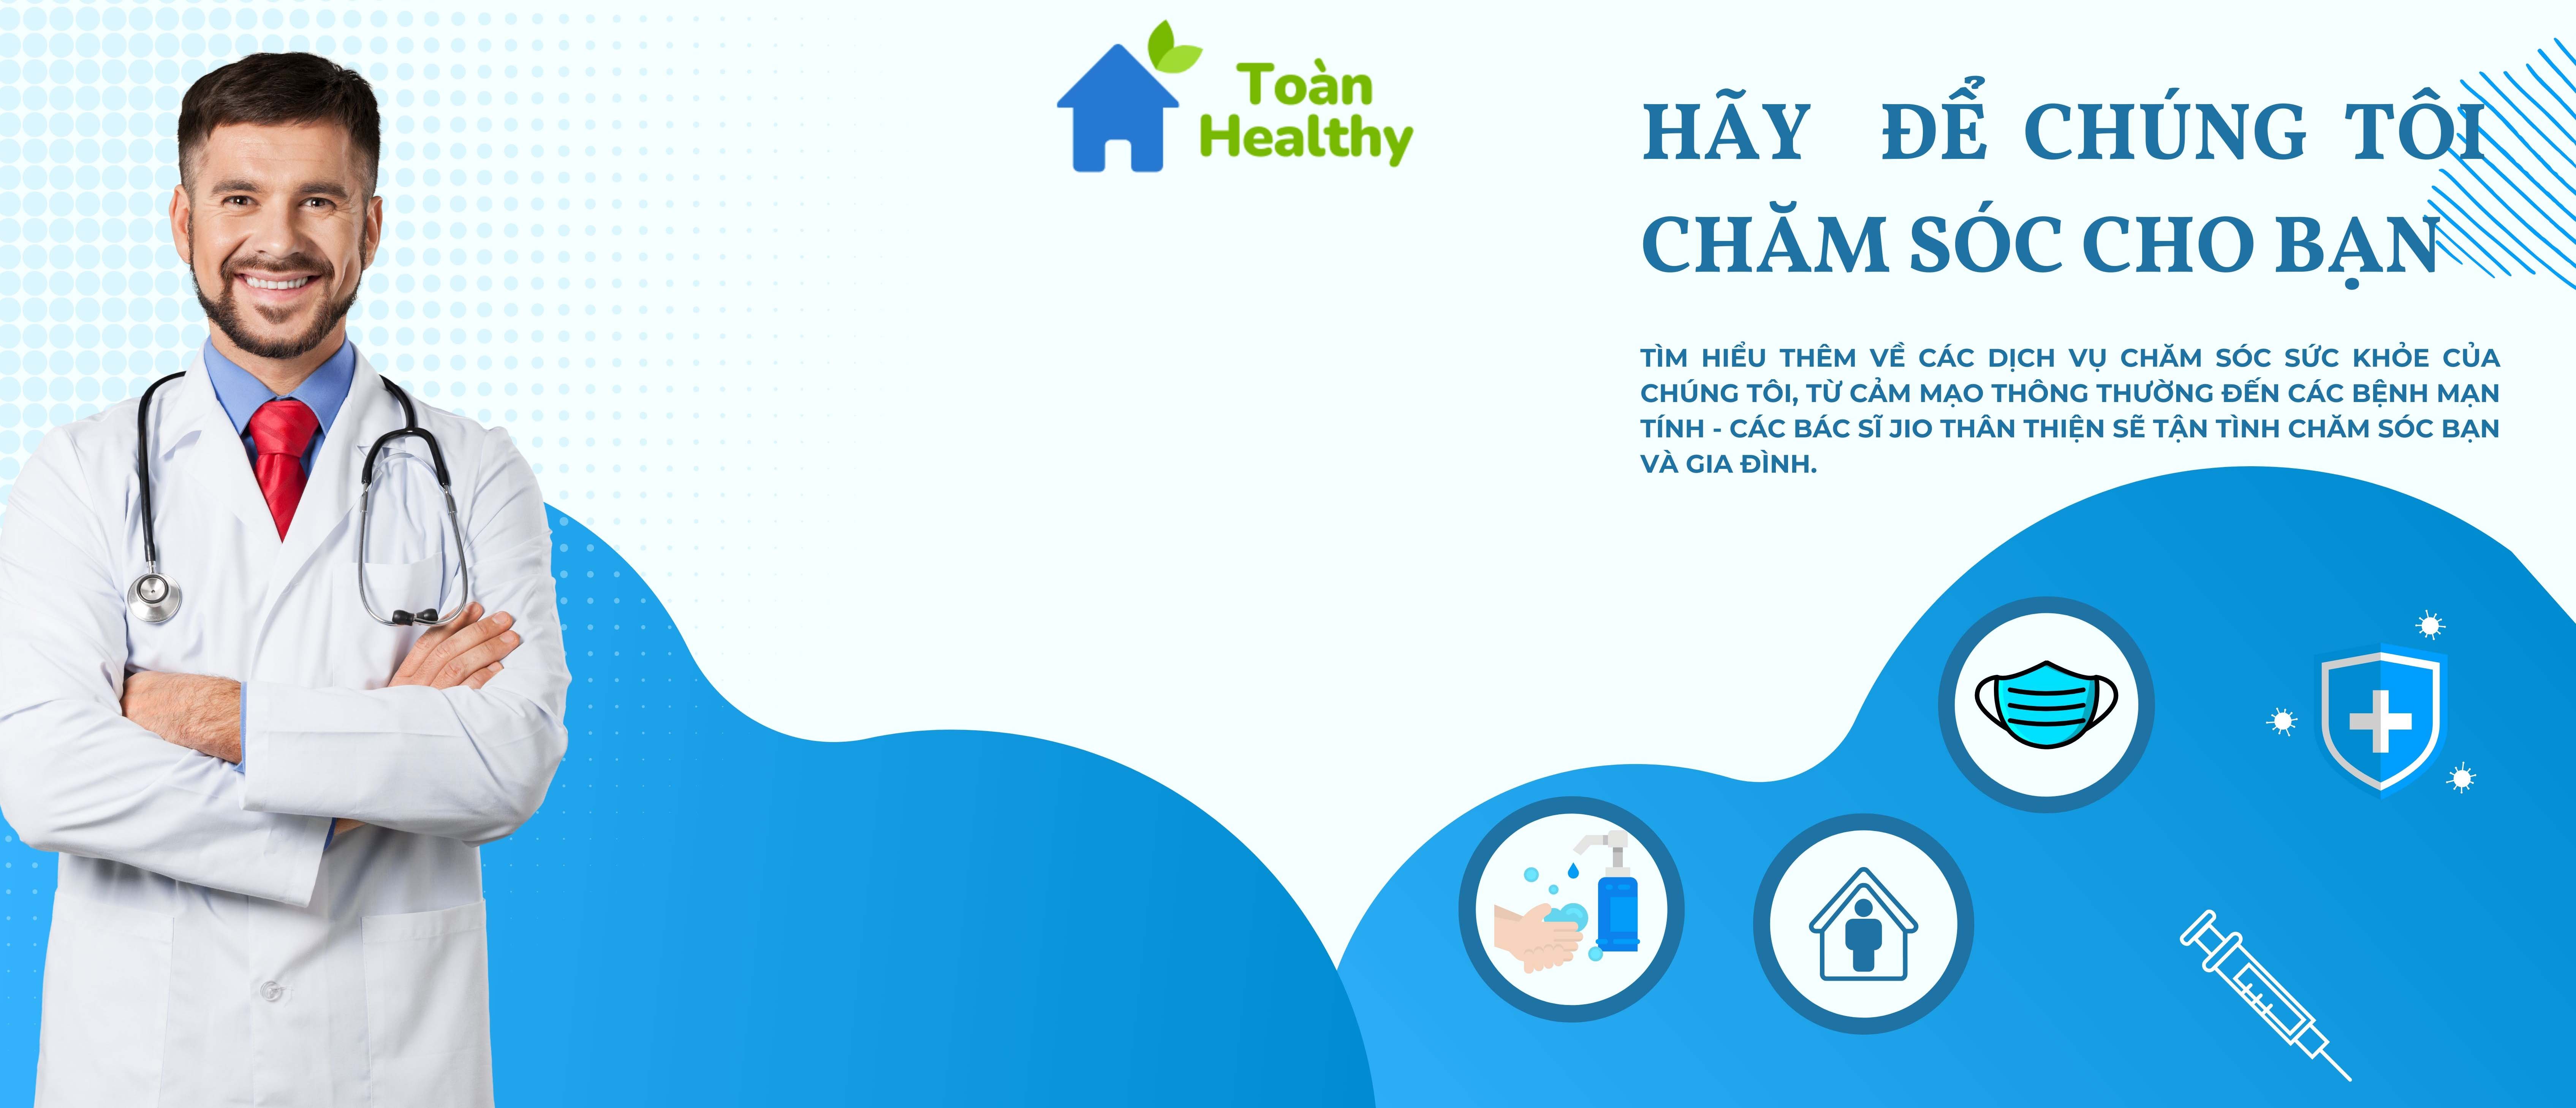 Toàn
Healthy
HÃY ĐỂ CHÚNG TÔI
CHĂM SÓC CHO BẠN
TÌM HIỂU THÊM VỀ CÁC DỊCH VỤ CHĂM SÓC SỨC KHỎE CỦA
CHÚNG TÔI, TỪ CẢM MẠO THÔNG THƯỜNG ĐẾN CÁC BỆNH MẠN
TÍNH - CÁC BÁC SĨ JIO THÂN THIỆN SẼ TẬN TÌNH CHĂM SÓC BẠN
VÀ GIA ĐÌNH.